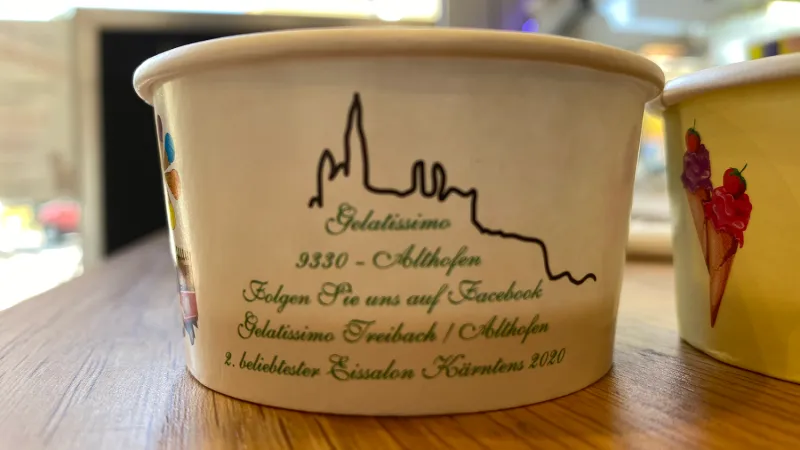 Gelatissimo
9330 - Althofen
Folgen Sie uns auf Facebook
Gelatissimo Treibach / Althofen
2. beliebtester Eissalon Kärntens 2020